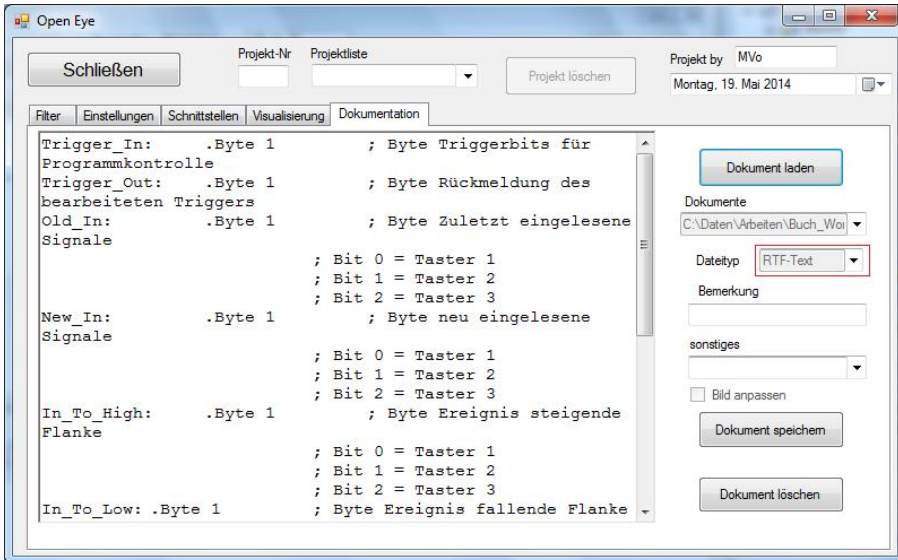 Open Eye
Schließen
Projekt-Nr
Projektliste
Projekt löschen
Projekt by
MVo
Montag, 19. Mai 2014
Filter
Einstellungen
Schnittstellen
Visualisierung
Dokumentation
Trigger_In: .Byte 1 ; Byte Triggerbits für
Programmkontrolle
Trigger_Out: .Byte 1 ; Byte Rückmeldung des
bearbeiteten Triggers
Old_In: .Byte 1 ; Byte Zuletzt eingelesene
Signale
; Bit 0 = Taster 1
; Bit 1 = Taster 2
; Bit 2 = Taster 3
New_In: .Byte 1 ; Byte neu eingelesene
Signale
; Bit 0 = Taster 1
; Bit 1 = Taster 2
; Bit 2 = Taster 3
In_To_High: .Byte 1 ; Byte Ereignis steigende
Flanke
; Bit 0 = Taster 1
; Bit 1 = Taster 2
; Bit 2 = Taster 3
In_To_Low: .Byte 1 ; Byte Ereignis fallende Flanke
Dokument laden
Dokumente
C:\Daten\Arbeiten\Buch_Wor
Dateityp
RTF-Text
Bemerkung
sonstiges
Bild anpassen
Dokument speichern
Dokument löschen